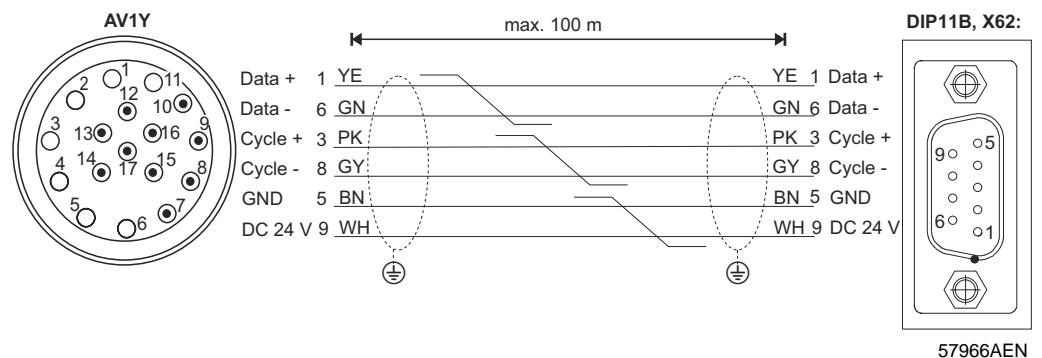 AV1Y
max. 100 m
DIP11B, X62:
1
2
3
4
5
6
7
8
9
10
11
12
13
14
15
16
17
Data + 1 YE YE 1 Data +
Data - 6 GN GN 6 Data -
Cycle + 3 PK PK 3 Cycle +
Cycle - 8 GY GY 8 Cycle -
GND 5 BN BN 5 GND
DC 24 V 9 WH WH 9 DC 24 V
9
5
6
1
57966AEN